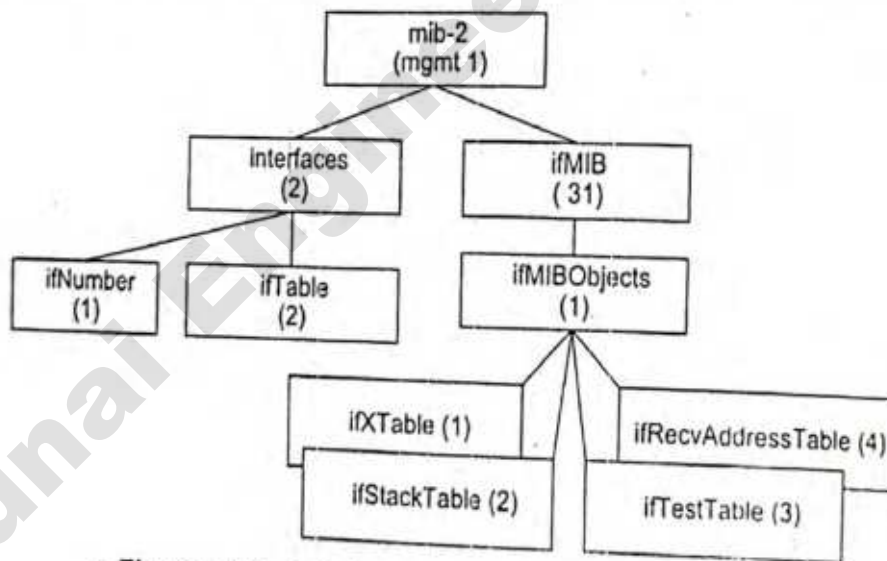 mib-2
(mgmt 1)
Interfaces
(2)
ifMIB
( 31)
ifNumber
(1)
ifTable
(2)
ifMIBObjects
(1)
ifXTable (1)
ifRecvAddressTable (4)
ifStackTable (2)
ifTestTable (3)